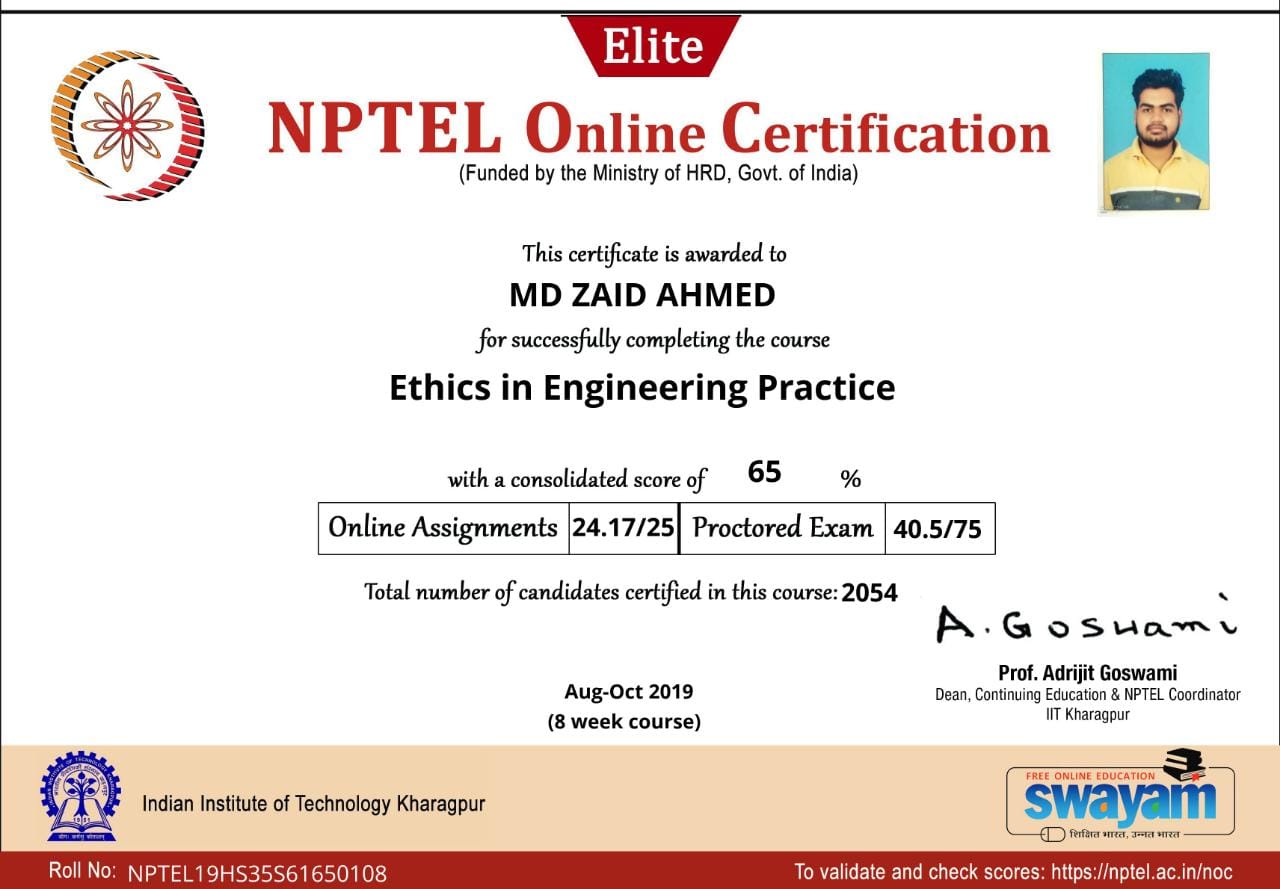 Elite
NPTEL Online Certification
(Funded by the Ministry of HRD, Govt. of India)
This certificate is awarded to
MD ZAID AHMED
for successfully completing the course
Ethics in Engineering Practice
with a consolidated score of 65 %
Online Assignments 24.17/25 Proctored Exam 40.5/75
Total number of candidates certified in this course: 2054
A. Goswami
Prof. Adrijit Goswami
Dean, Continuing Education & NPTEL Coordinator
IIT Kharagpur
Aug-Oct 2019
(8 week course)
1951
Indian Institute of Technology Kharagpur
FREE ONLINE EDUCATION
swayam
शिक्षित भारत, उन्नत भारत
Roll No: NPTEL19HS35S61650108
To validate and check scores: https://nptel.ac.in/noc